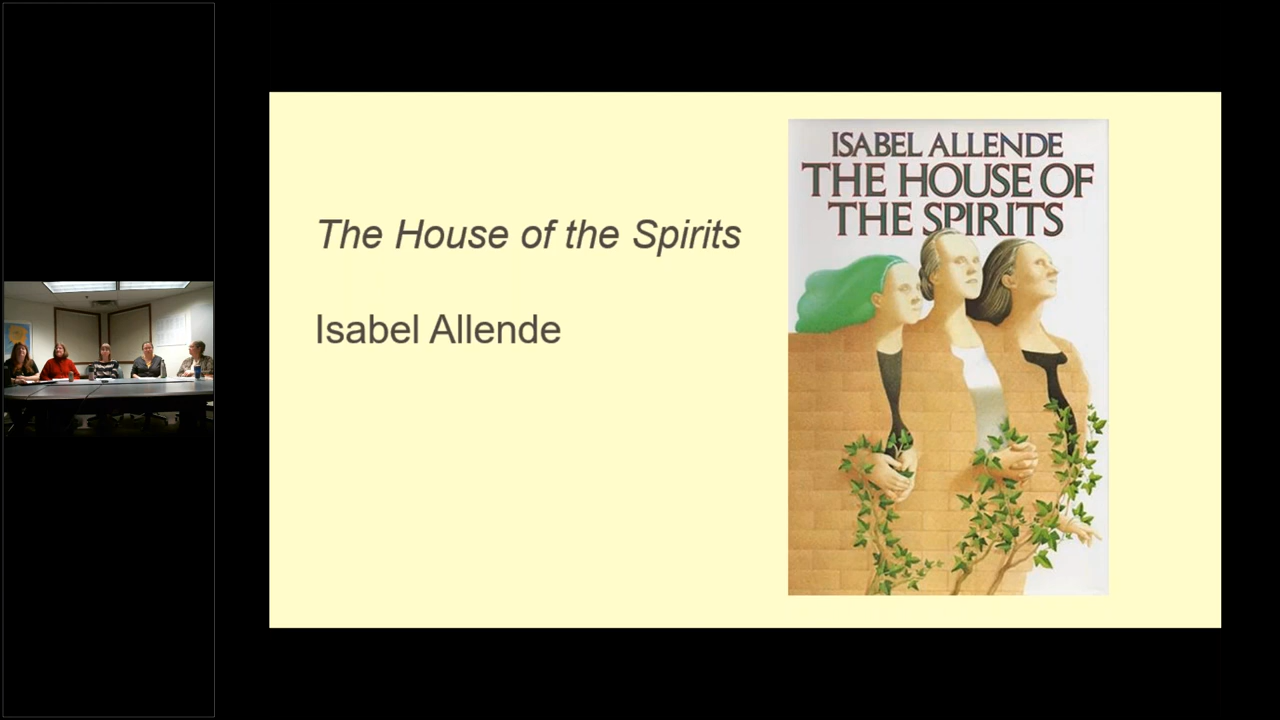 The House of the Spirits
Isabel Allende
ISABEL ALLENDE
THE HOUSE OF
THE SPIRITS